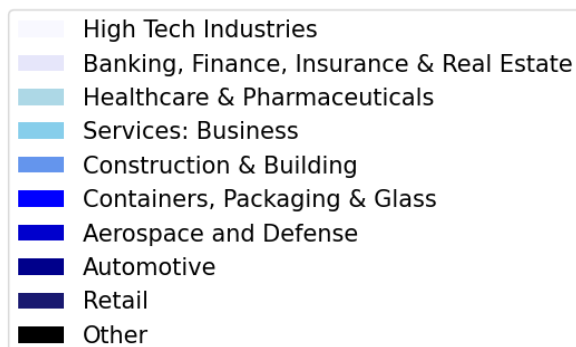 High Tech Industries
Banking, Finance, Insurance & Real Estate
Healthcare & Pharmaceuticals
Services: Business
Construction & Building
Containers, Packaging & Glass
Aerospace and Defense
Automotive
Retail
Other